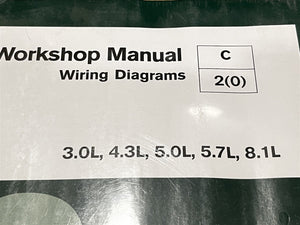 Workshop Manual
C
Wiring Diagrams
2(0)
3.0L, 4.3L, 5.0L, 5.7L, 8.1L